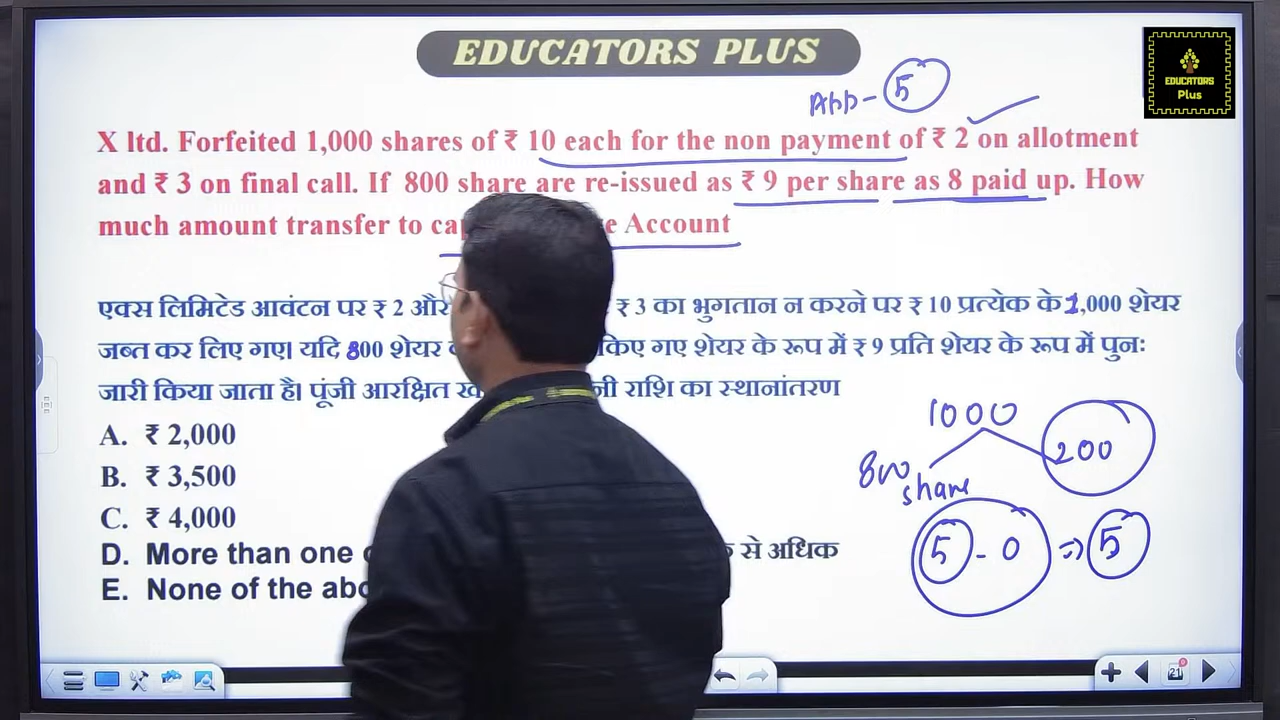 EDUCATORS PLUS
EDUCATORS
Plus
APP - 5
X ltd. Forfeited 1,000 shares of ₹ 10 each for the non payment of ₹ 2 on allotment
and ₹ 3 on final call. If 800 share are re-issued as ₹ 9 per share as 8 paid up. How
much amount transfer to Account
एक्स लिमिटेड आवंटन पर ₹ 2 और ₹ 3 का भुगतान न करने पर ₹ 10 प्रत्येक के 1,000 शेयर
जब्त कर लिए गए। यदि 800 शेयर किए गए शेयर के रूप में ₹ 9 प्रति शेयर के रूप में पुनः
जारी किया जाता है। पूंजी आरक्षित राशि का स्थानांतरण
1000
800 200
share
5 - 0 => 5
A. ₹ 2,000
B. ₹ 3,500
C. ₹ 4,000
D. More than one से अधिक
E. None of the
21